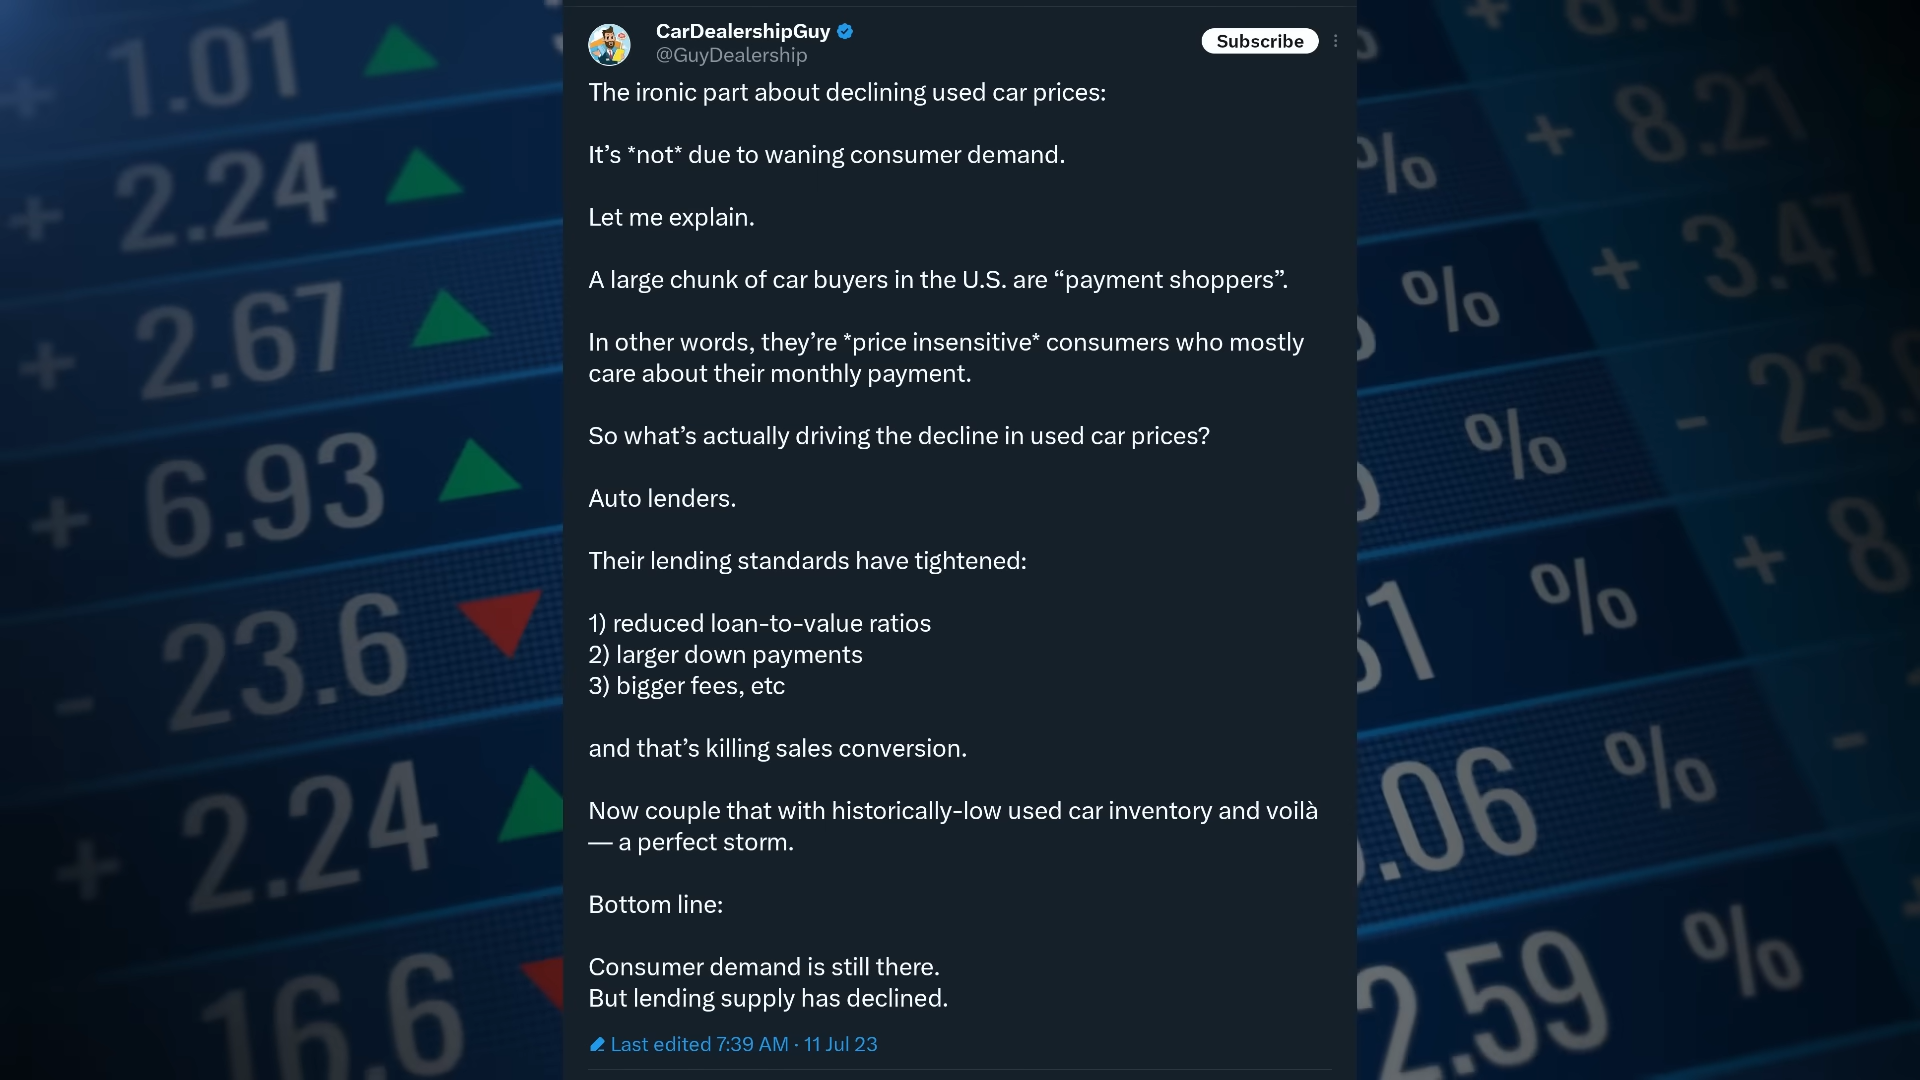 CarDealershipGuy
@GuyDealership
Subscribe
The ironic part about declining used car prices:
It’s *not* due to waning consumer demand.
Let me explain.
A large chunk of car buyers in the U.S. are “payment shoppers”.
In other words, they’re *price insensitive* consumers who mostly
care about their monthly payment.
So what’s actually driving the decline in used car prices?
Auto lenders.
Their lending standards have tightened:
1) reduced loan-to-value ratios
2) larger down payments
3) bigger fees, etc
and that’s killing sales conversion.
Now couple that with historically-low used car inventory and voilà
— a perfect storm.
Bottom line:
Consumer demand is still there.
But lending supply has declined.
Last edited 7:39 AM · 11 Jul 23
+ 1.01
+ 2.24
+ 2.67
+ 6.93
- 23.6
+ 2.24
16.6
+ 8.21
%
+ 3.47
%
%
%
.06 %
2.59 %